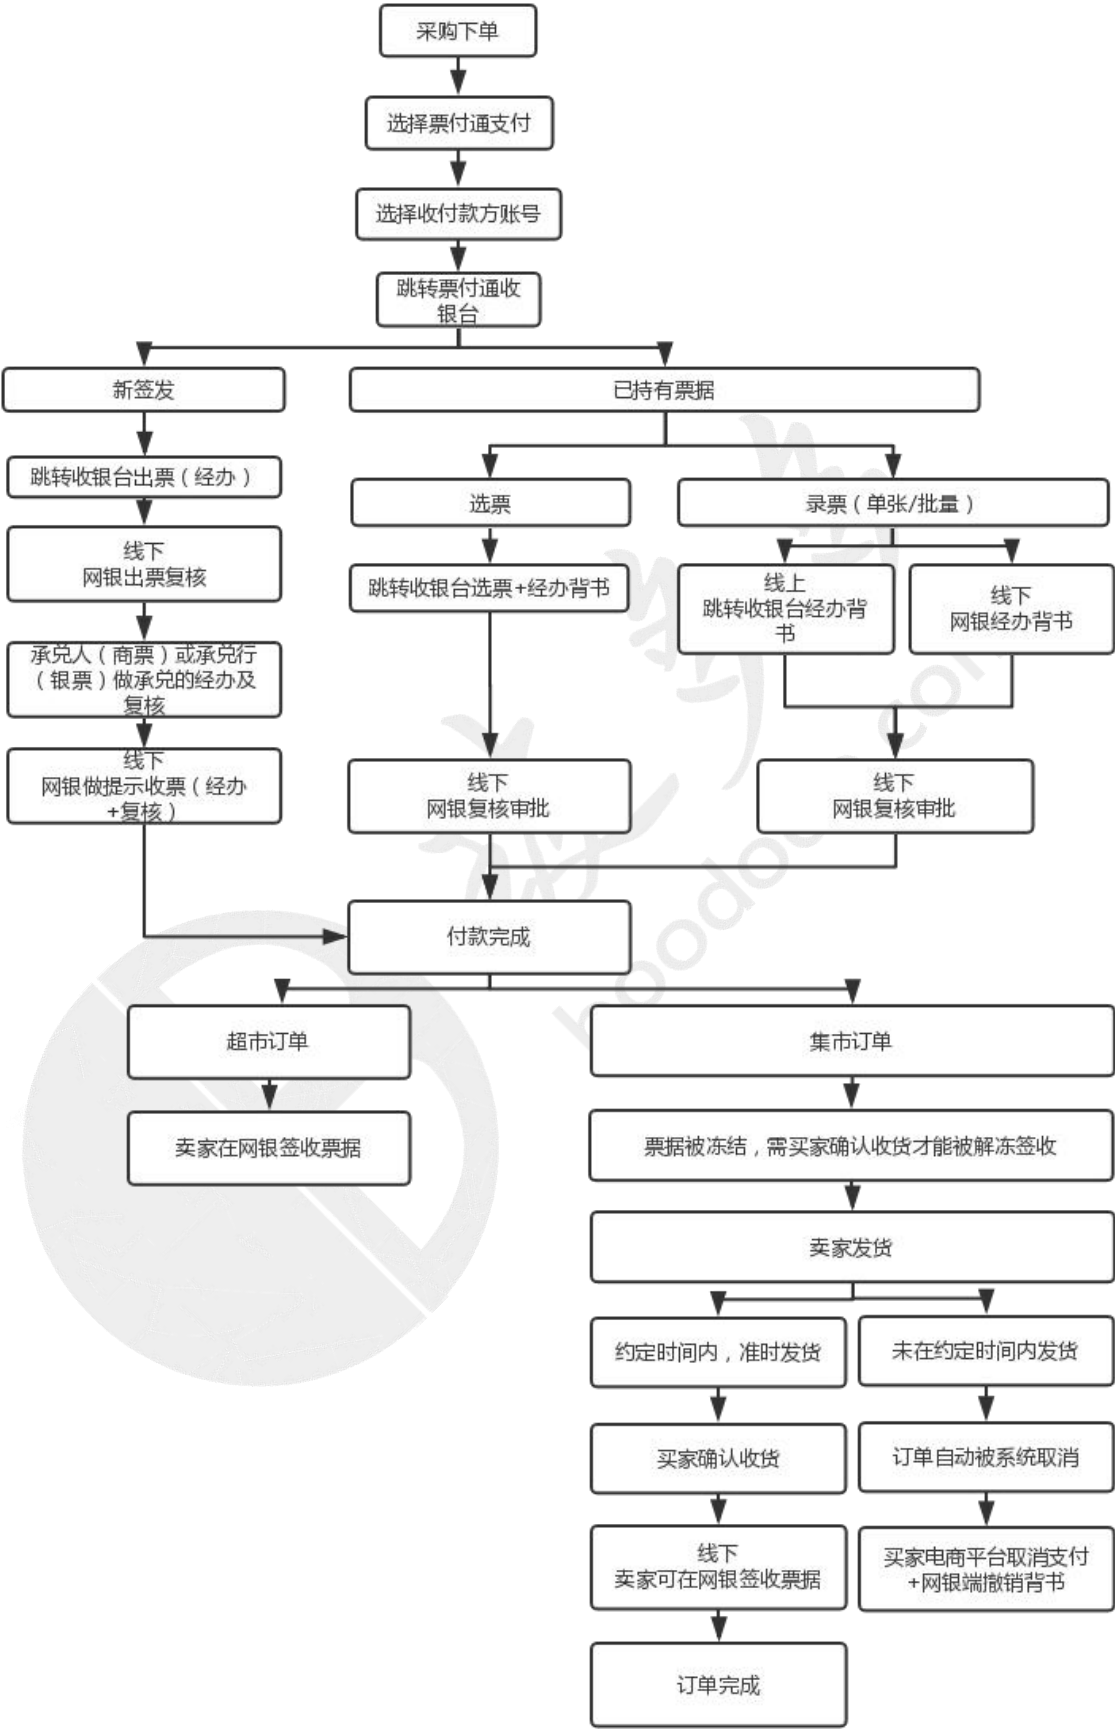 采购下单
选择票付通支付
选择收付款方账号
跳转票付通收
银台
新签发
已持有票据
跳转收银台出票（经办）
选票
录票（单张/批量）
线下
网银出票复核
跳转收银台选票+经办背书
线上
跳转收银台经办背
书
线下
网银经办背书
承兑人（商票）或承兑行
（银票）做承兑的经办及
复核
线下
网银做提示收票（经办
+复核）
线下
网银复核审批
线下
网银复核审批
付款完成
超市订单
集市订单
卖家在网银签收票据
票据被冻结，需买家确认收货才能被解冻签收
卖家发货
约定时间内，准时发货
未在约定时间内发货
买家确认收货
订单自动被系统取消
线下
卖家可在网银签收票据
买家电商平台取消支付
+网银端撤销背书
订单完成